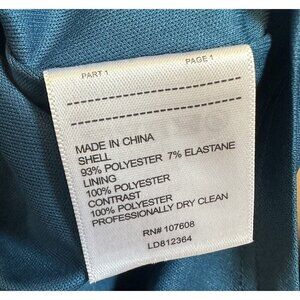 PART 1 PAGE 1
MADE IN CHINA
SHELL
93% POLYESTER 7% ELASTANE
LINING
100% POLYESTER
CONTRAST
100% POLYESTER
PROFESSIONALLY DRY CLEAN
RN# 107608
LD812364